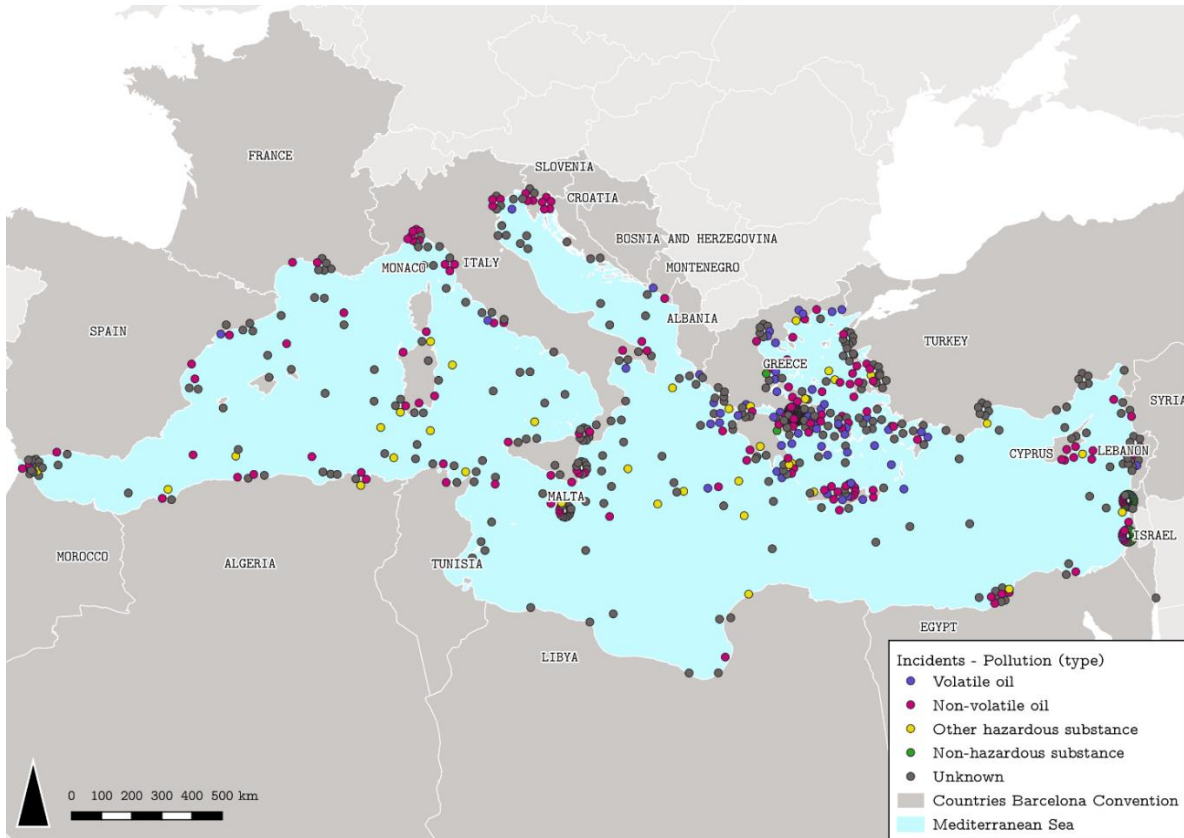 FRANCE
SLOVENIA
CROATIA
BOSNIA AND HERZEGOVINA
MONACO
ITALY
MONTENEGRO
ALBANIA
SPAIN
GREECE
TURKEY
SYRIA
CYPRUS
LEBANON
MALTA
ISRAEL
MOROCCO
ALGERIA
TUNISIA
EGYPT
LIBYA
Incidents - Pollution (type)
Volatile oil
Non-volatile oil
Other hazardous substance
Non-hazardous substance
Unknown
Countries Barcelona Convention
Mediterranean Sea
0 100 200 300 400 500 km